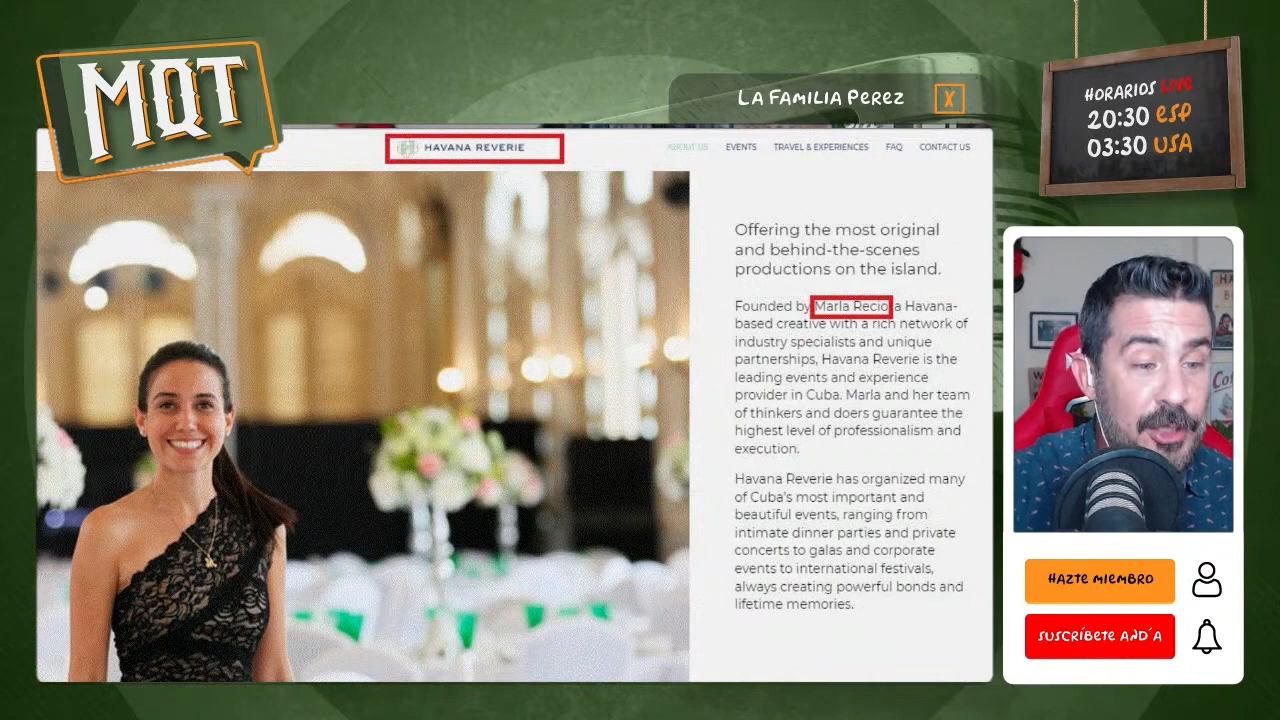 MQT
LA FAMILIA PEREZ
X
HORARIOS LIVE
20:30 ESP
03:30 USA
HAVANA REVERIE
ABOUT US
EVENTS
TRAVEL & EXPERIENCES
FAQ
CONTACT US
Offering the most original
and behind-the-scenes
productions on the island.
Founded by Marla Recio a Havana-
based creative with a rich network of
industry specialists and unique
partnerships, Havana Reverie is the
leading events and experience
provider in Cuba. Marla and her team
of thinkers and doers guarantee the
highest level of professionalism and
execution.
Havana Reverie has organized many
of Cuba's most important and
beautiful events, ranging from
intimate dinner parties and private
concerts to galas and corporate
events to international festivals,
always creating powerful bonds and
lifetime memories.
HAZTE MIEMBRO
SUSCRÍBETE AND´A